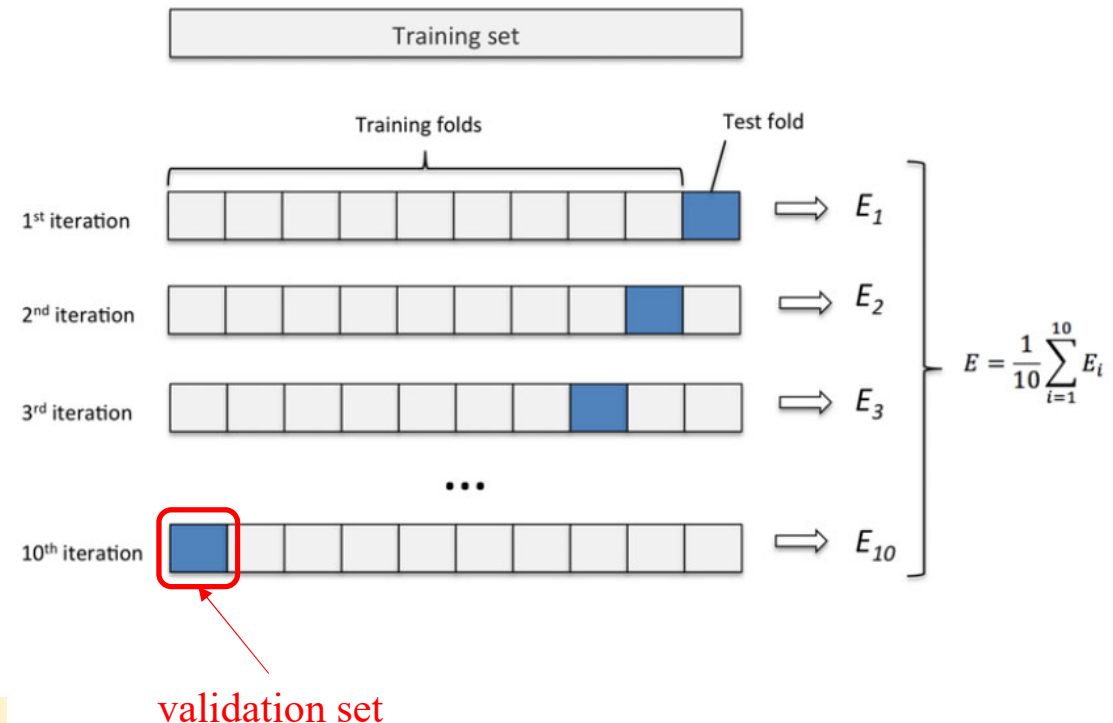 Training set
Training folds
Test fold
1st iteration
E1
2nd iteration
E2
3rd iteration
E3
E = 1/10 10∑i=1 Ei
...
10th iteration
E10
validation set